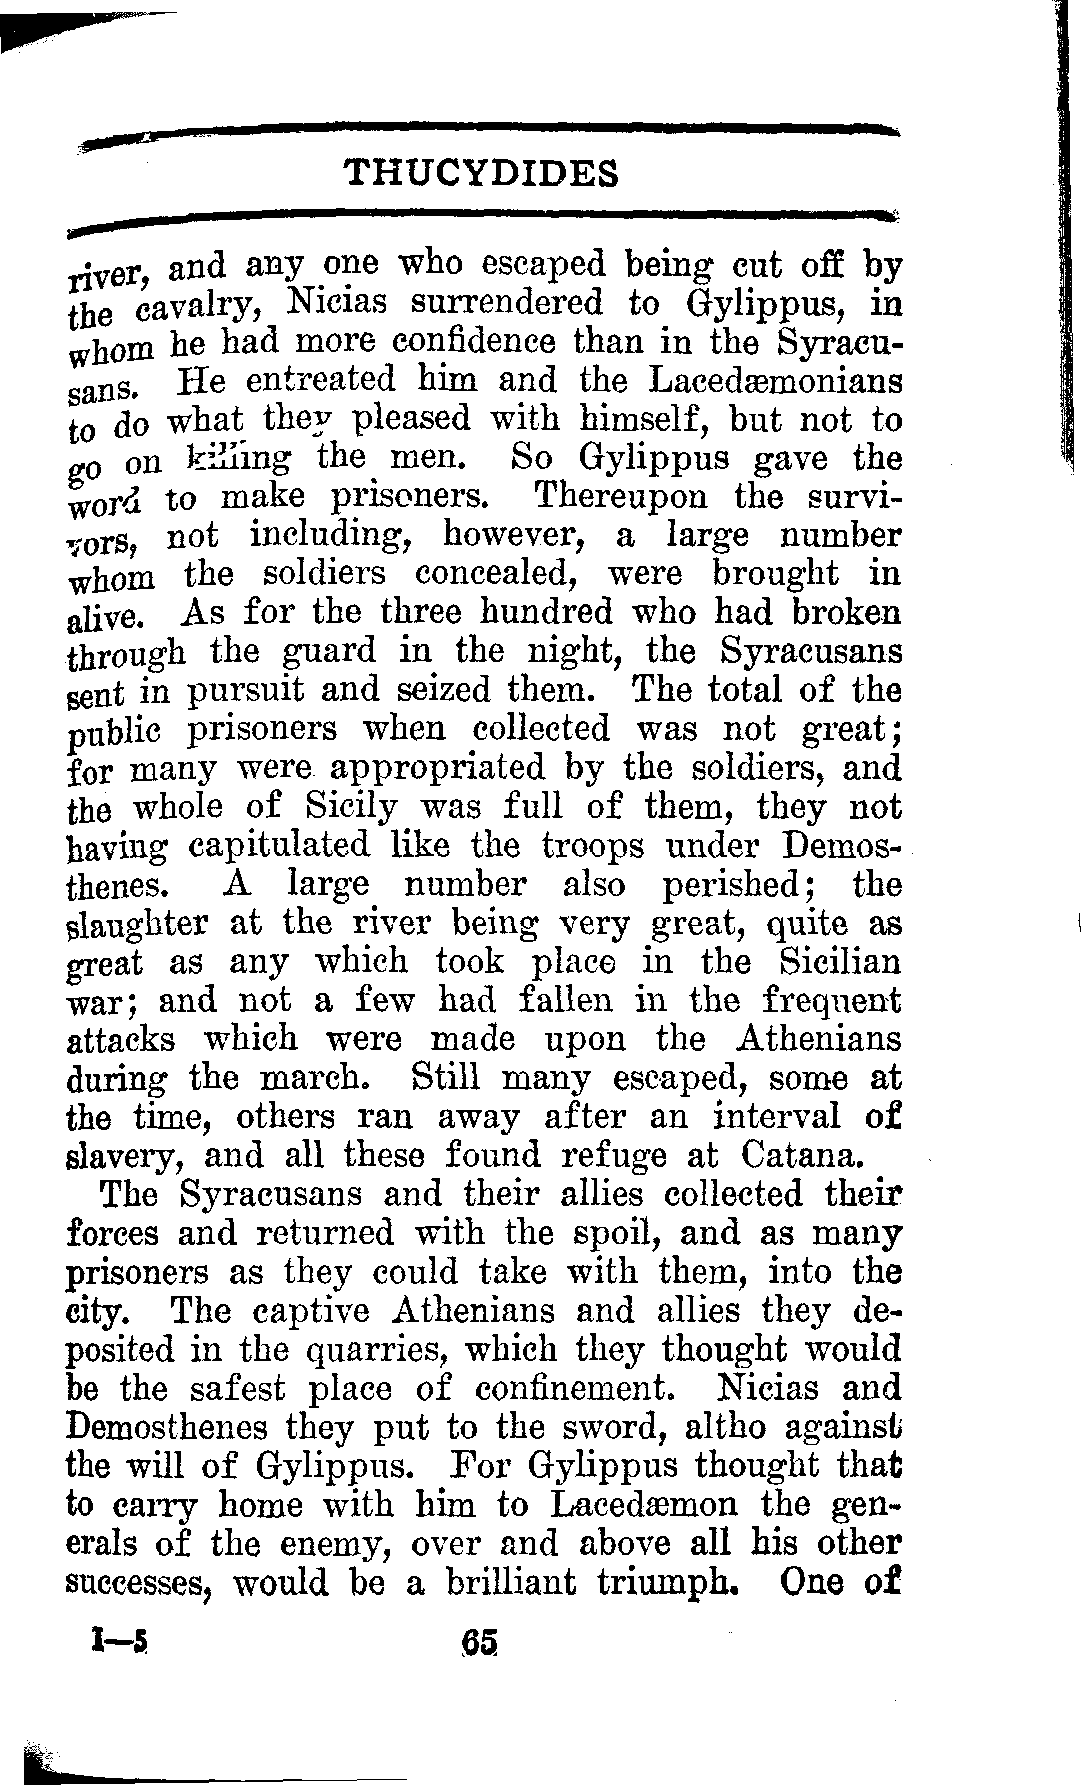 THUCYDIDES
river, and any one who escaped being cut off by
the cavalry, Nicias surrendered to Gylippus, in
whom he had more confidence than in the Syracu-
sans. He entreated him and the Lacedæmonians
to do what they pleased with himself, but not to
go on killing the men. So Gylippus gave the
word to make prisoners. Thereupon the survi-
vors, not including, however, a large number
whom the soldiers concealed, were brought in
alive. As for the three hundred who had broken
through the guard in the night, the Syracusans
sent in pursuit and seized them. The total of the
public prisoners when collected was not great;
for many were appropriated by the soldiers, and
the whole of Sicily was full of them, they not
having capitulated like the troops under Demos-
thenes. A large number also perished; the
slaughter at the river being very great, quite as
great as any which took place in the Sicilian
war; and not a few had fallen in the frequent
attacks which were made upon the Athenians
during the march. Still many escaped, some at
the time, others ran away after an interval of
slavery, and all these found refuge at Catana.
The Syracusans and their allies collected their
forces and returned with the spoil, and as many
prisoners as they could take with them, into the
city. The captive Athenians and allies they de-
posited in the quarries, which they thought would
be the safest place of confinement. Nicias and
Demosthenes they put to the sword, altho against
the will of Gylippus. For Gylippus thought that
to carry home with him to Lacedæmon the gen-
erals of the enemy, over and above all his other
successes, would be a brilliant triumph. One of
I—5 65